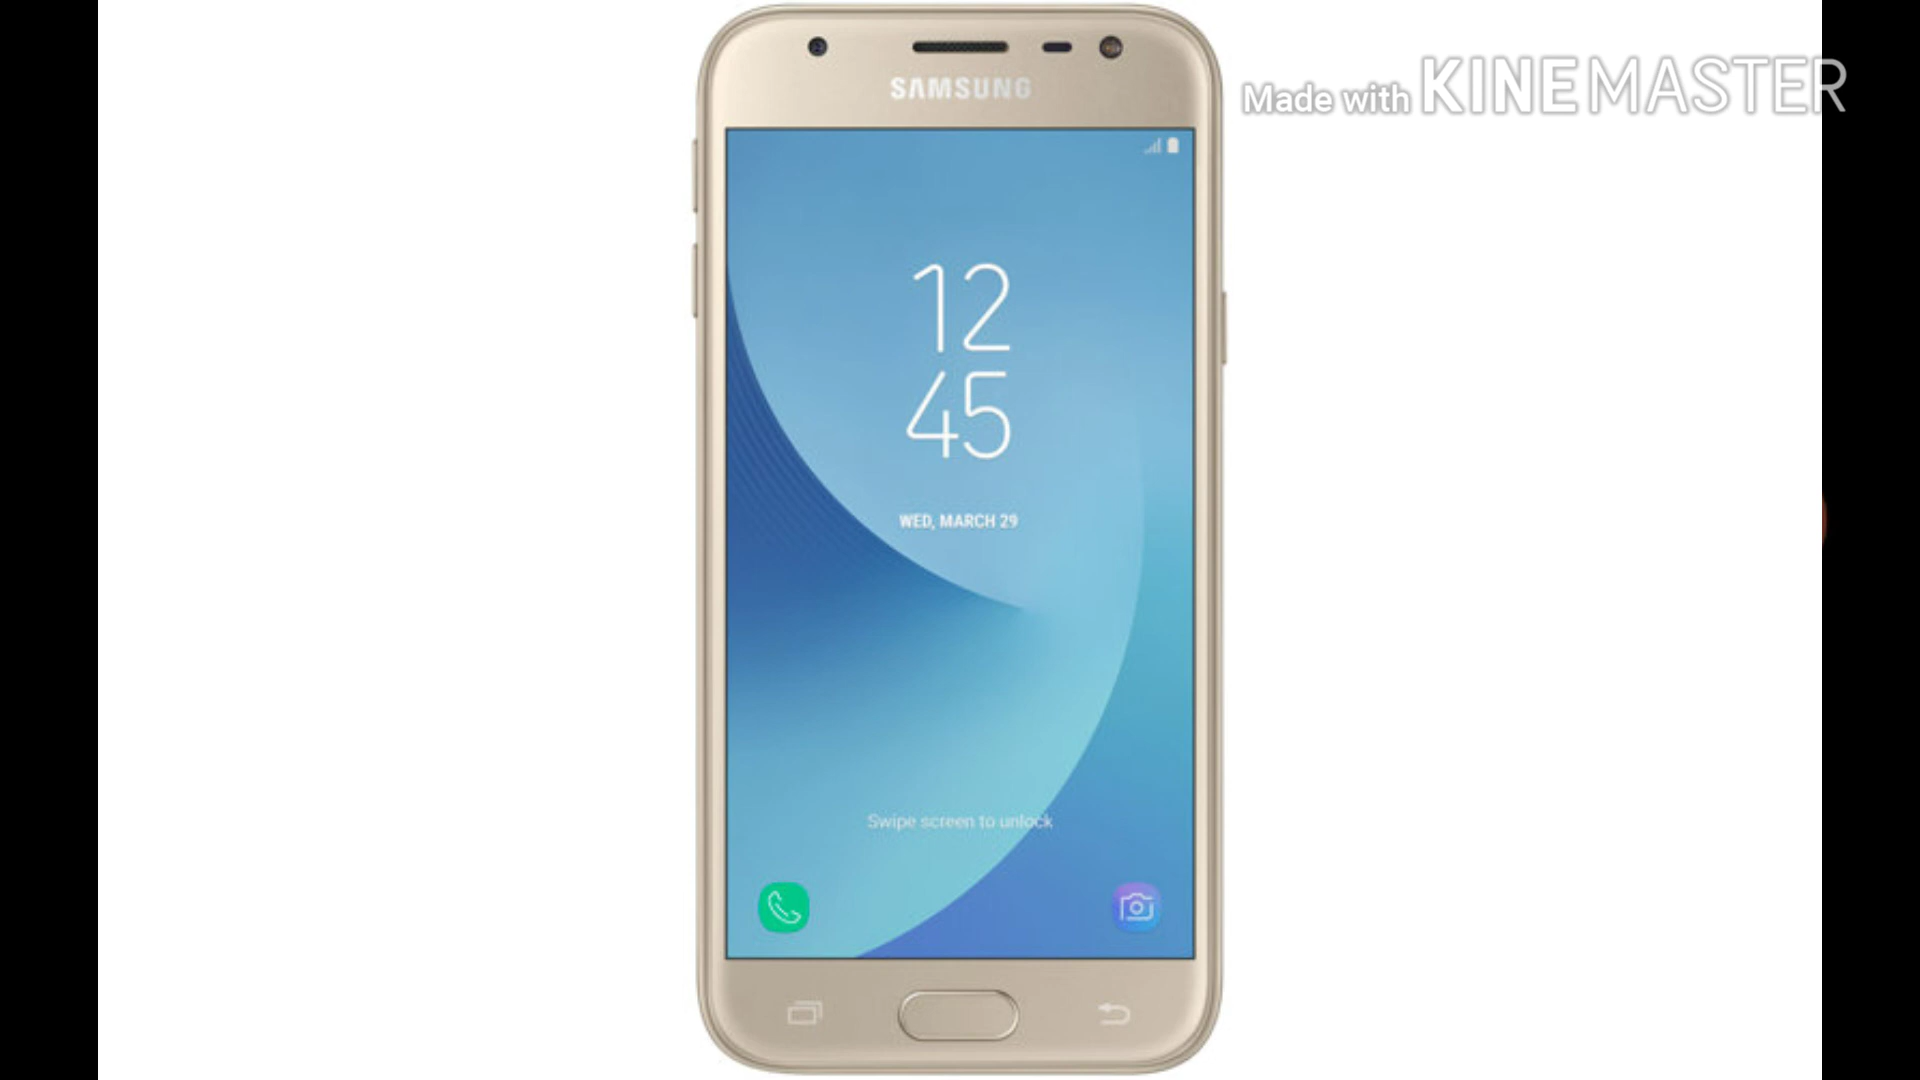 Made with KINEMASTER
SAMSUNG
12
45
WED, MARCH 29
Swipe screen to unlock